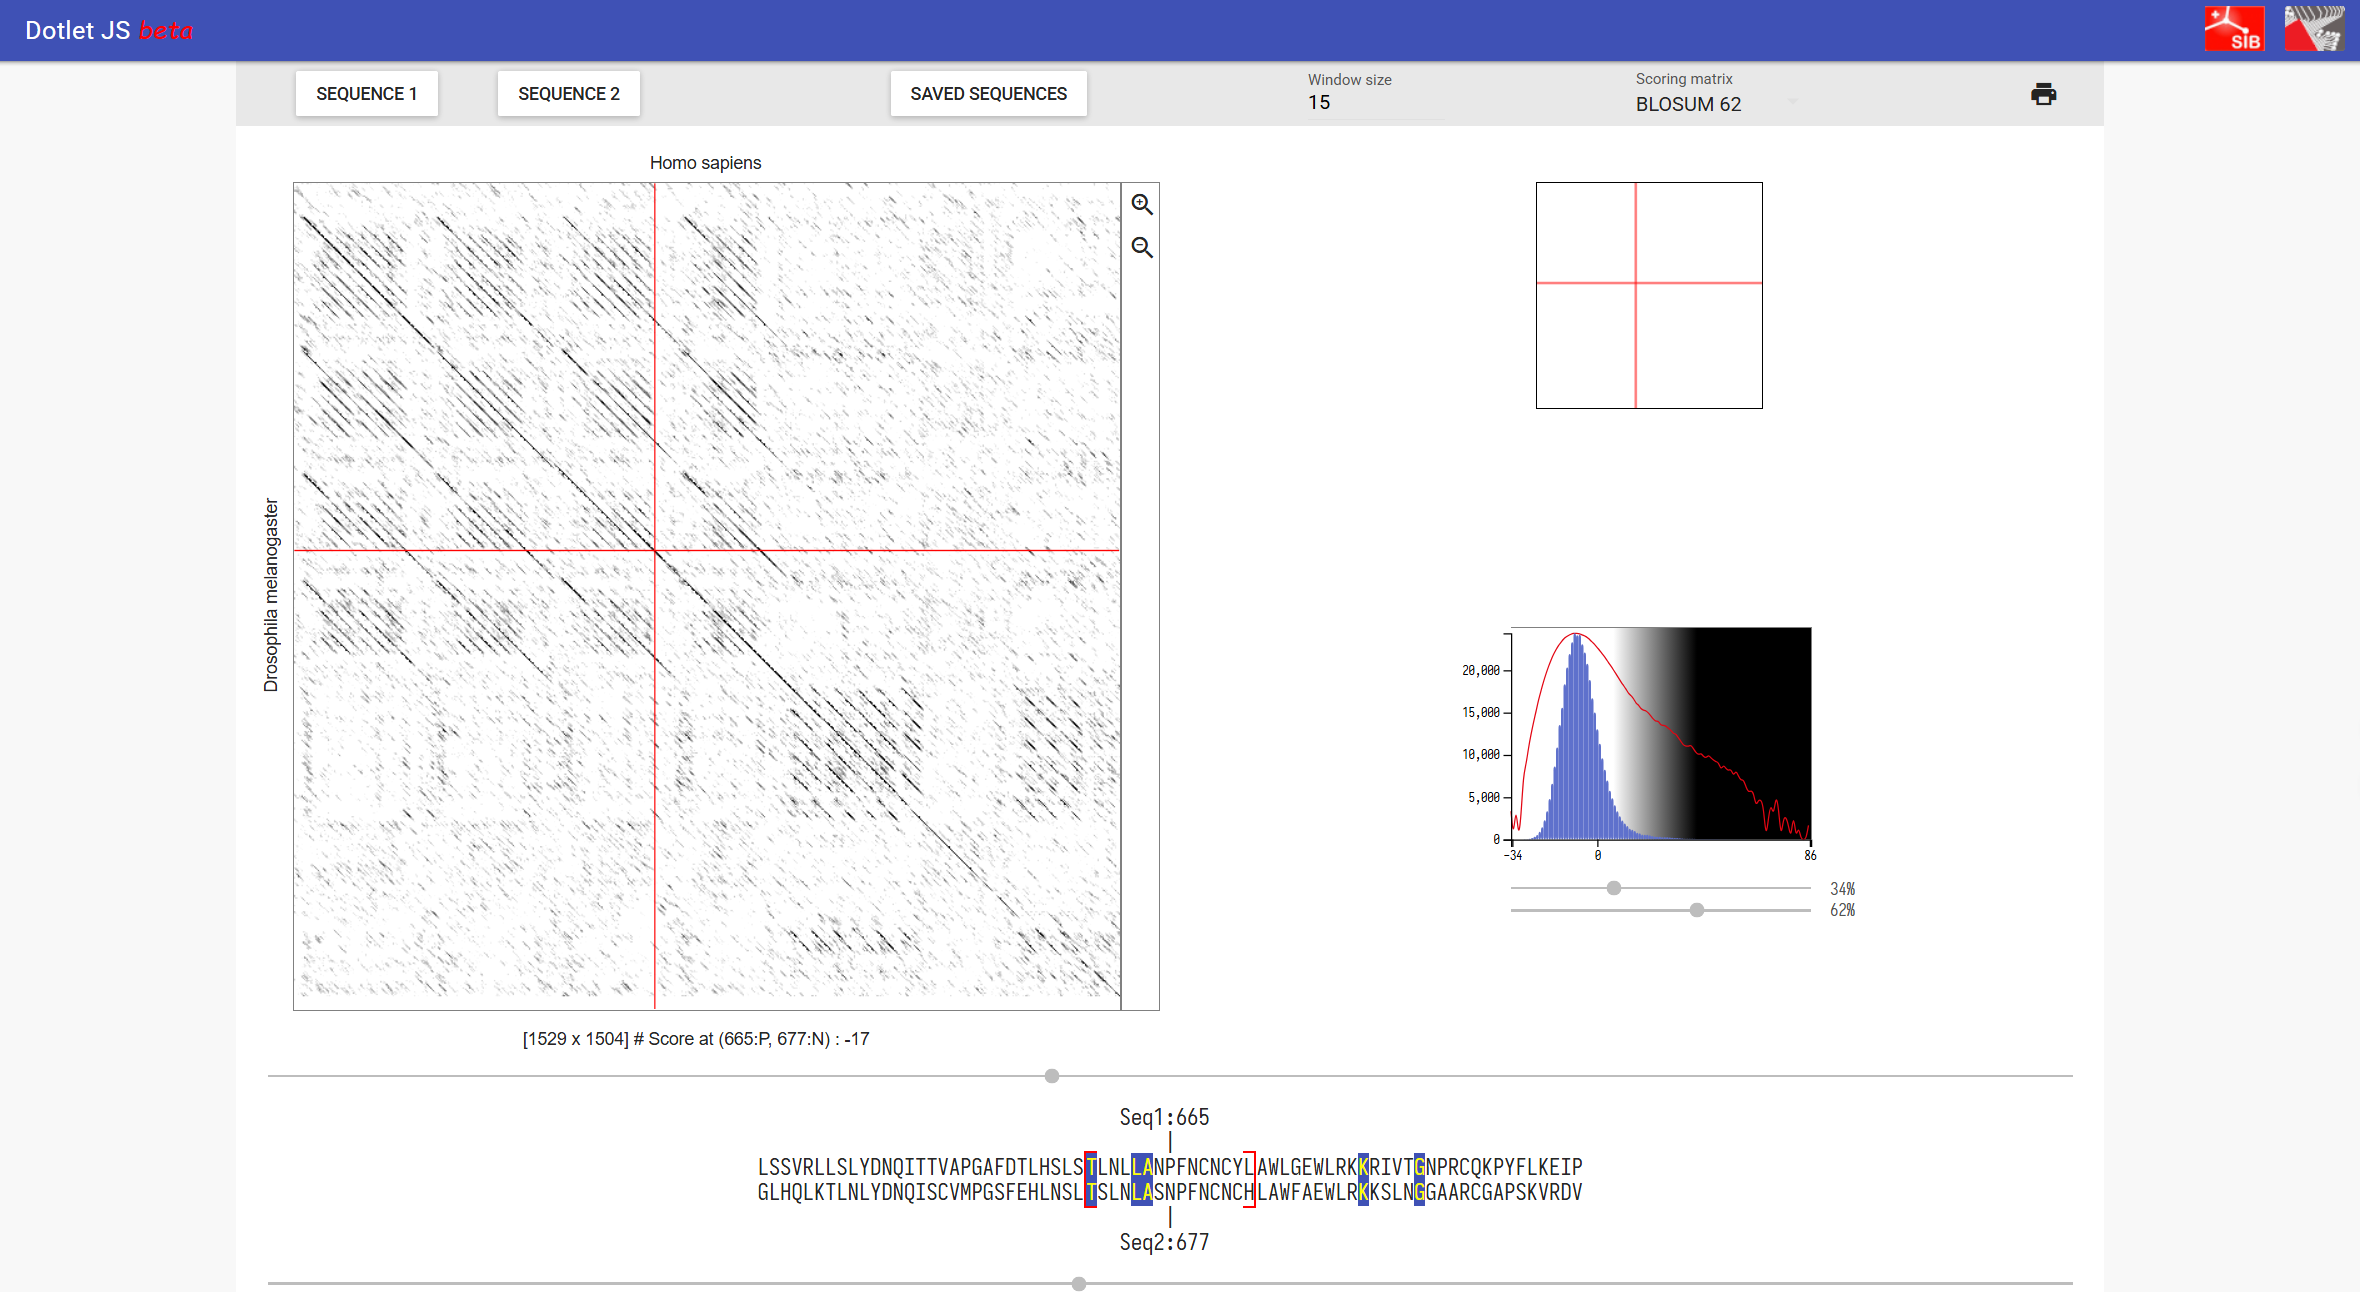 Dotlet JS beta
SIB
SEQUENCE 1
SEQUENCE 2
SAVED SEQUENCES
Window size
15
Scoring matrix
BLOSUM 62
Homo sapiens
Drosophila melanogaster
20,000
15,000
10,000
5,000
0
-34
0
86
34%
62%
[1529 x 1504] # Score at (665:P, 677:N) : -17
Seq1:665
LSSVRLLSLYDNQITTVAPGAFDTLHSLSTLNLLANPFNCNCYLAWLGEWLRKKRIVTGNPRCQKPYFLKEIP
GLHQLKTLNLYDNQISCVMPGSFEHLNSLTSLNLASNPFNCNCHLAWFAEWLRKKSLNGGAARCGAPSKVRDV
Seq2:677